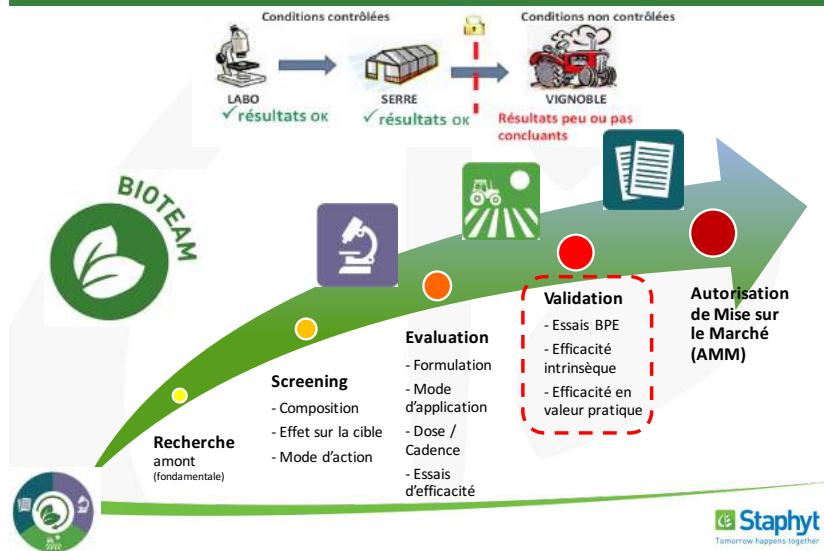 Conditions contrôlées
Conditions non contrôlées
LABO
SERRE
VIGNOBLE
✓résultats OK
✓résultats OK
Résultats peu ou pas
concluants
BIOTEAM
Recherche
amont
(fondamentale)
Screening
- Composition
- Effet sur la cible
- Mode d'action
Evaluation
- Formulation
- Mode
d'application
- Dose /
Cadence
- Essais
d'efficacité
Validation
- Essais BPE
- Efficacité
intrinsèque
- Efficacité en
valeur pratique
Autorisation
de Mise sur
le Marché
(AMM)
Staphyt
Tomorrow happens together